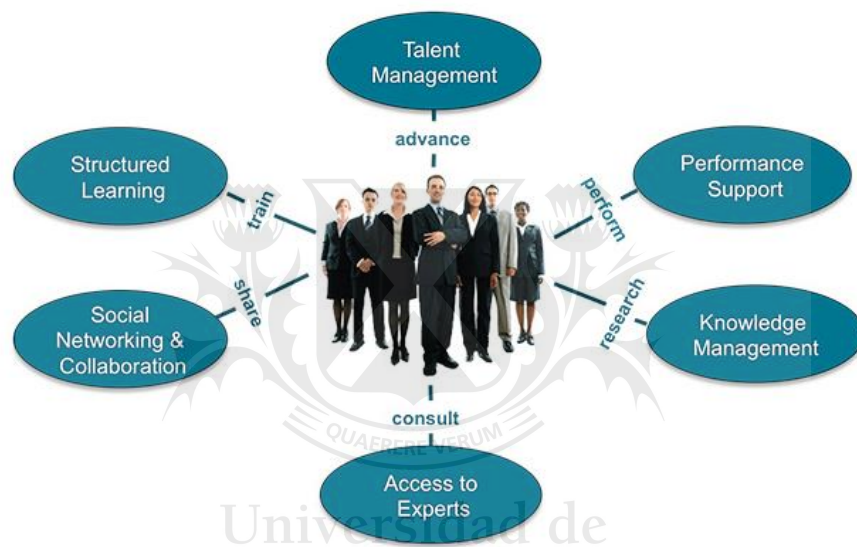 Talent
Management
advance
Structured
Learning
train
Performance
Support
perform
Social
Networking &
Collaboration
share
Knowledge
Management
research
consult
QUAERERE VERUM
Access to
Experts
Universidad de